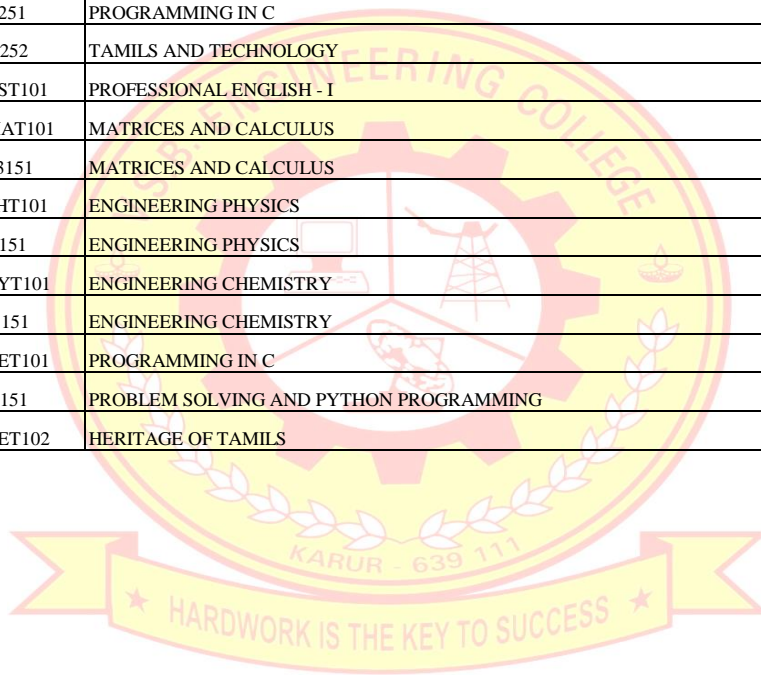 251 PROGRAMMING IN C
252 TAMILS AND TECHNOLOGY
ST101 PROFESSIONAL ENGLISH - I
AT101 MATRICES AND CALCULUS
3151 MATRICES AND CALCULUS
HT101 ENGINEERING PHYSICS
151 ENGINEERING PHYSICS
YT101 ENGINEERING CHEMISTRY
151 ENGINEERING CHEMISTRY
ET101 PROGRAMMING IN C
151 PROBLEM SOLVING AND PYTHON PROGRAMMING
ET102 HERITAGE OF TAMILS
V.S.B. ENGINEERING COLLEGE
KARUR - 639 111
HARDWORK IS THE KEY TO SUCCESS